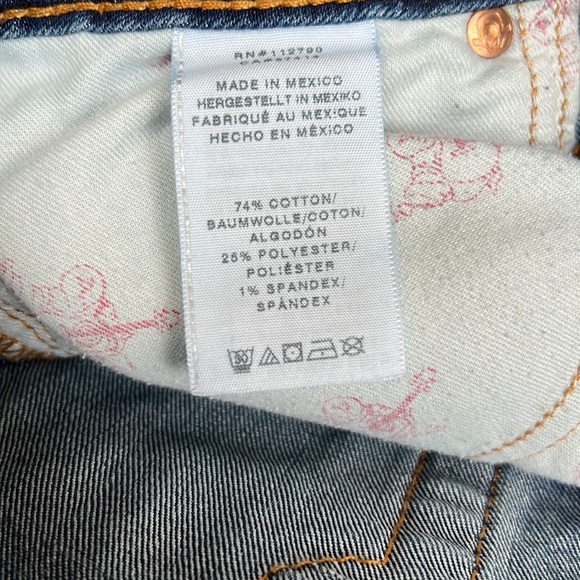 RN#112790
MADE IN MEXICO
HERGESTELLT IN MEXIKO
FABRIQUÉ AU MEXIQUE
HECHO EN MÉXICO
74% COTTON/
BAUMWOLLE/COTON/
ALGODÓN
25% POLYESTER/
POLIÉSTER
1% SPANDEX/
SPÁNDEX
30